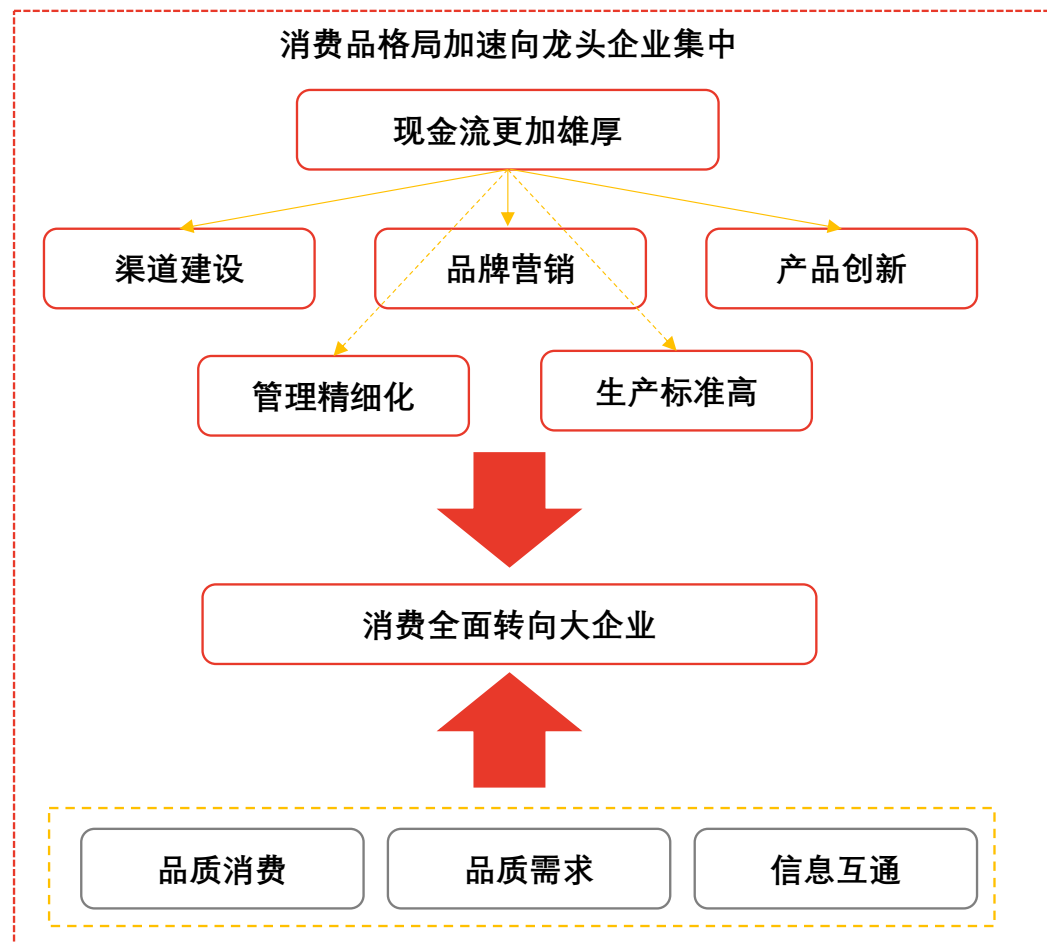 消费品格局加速向龙头企业集中
现金流更加雄厚
渠道建设
品牌营销
产品创新
管理精细化
生产标准高
消费全面转向大企业
品质消费
品质需求
信息互通